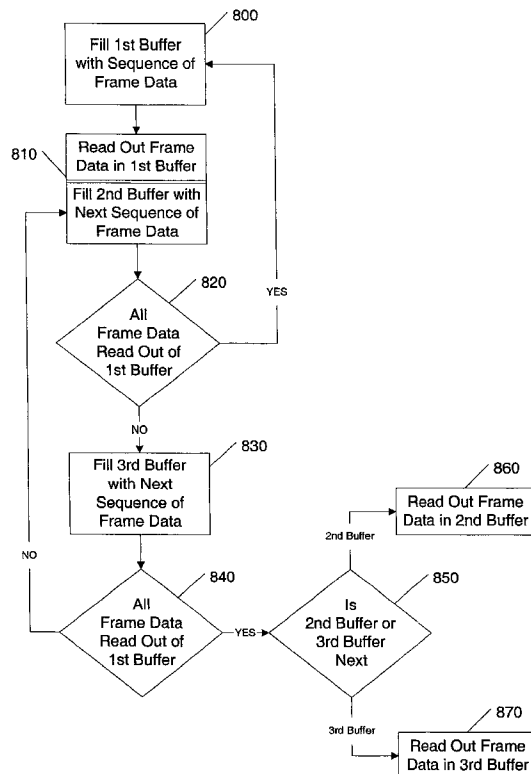 800
Fill 1st Buffer
with Sequence of
Frame Data
810
Read Out Frame
Data in 1st Buffer
Fill 2nd Buffer with
Next Sequence of
Frame Data
820
All
Frame Data
Read Out of
1st Buffer
YES
NO
830
Fill 3rd Buffer
with Next
Sequence of
Frame Data
NO
840
All
Frame Data
Read Out of
1st Buffer
YES
850
Is
2nd Buffer or
3rd Buffer
Next
2nd Buffer
860
Read Out Frame
Data in 2nd Buffer
3rd Buffer
870
Read Out Frame
Data in 3rd Buffer